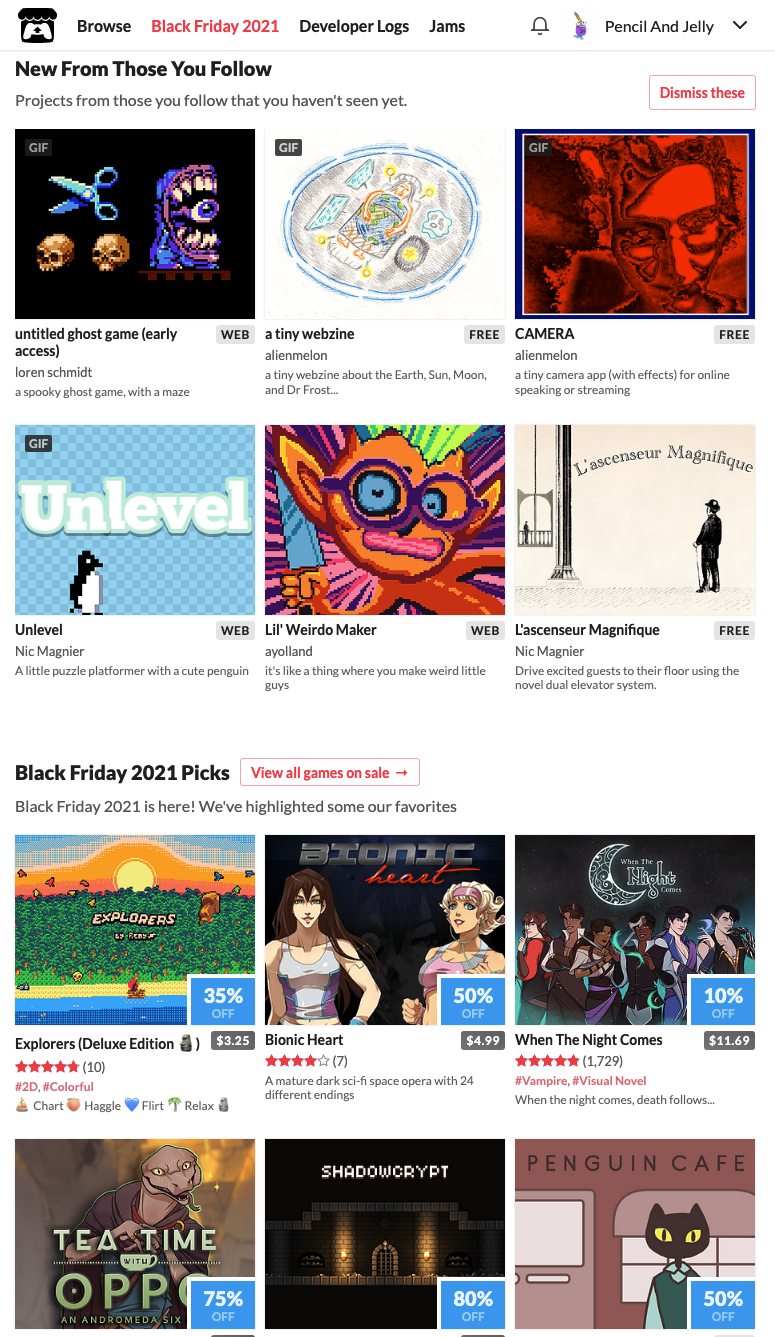 Browse Black Friday 2021 Developer Logs Jams Pencil And Jelly
New From Those You Follow
Projects from those you follow that you haven't seen yet.
Dismiss these
GIF
GIF
GIF
untitled ghost game (early access)
WEB
loren schmidt
a spooky ghost game, with a maze
a tiny webzine
FREE
alienmelon
a tiny webzine about the Earth, Sun, Moon,
and Dr Frost...
CAMERA
FREE
alienmelon
a tiny camera app (with effects) for online
speaking or streaming
GIF
Unlevel
L'ascenseur Magnifique
Unlevel
WEB
Nic Magnier
A little puzzle platformer with a cute penguin
Lil' Weirdo Maker
WEB
ayolland
it's like a thing where you make weird little
guys
L'ascenseur Magnifique
FREE
Nic Magnier
Drive excited guests to their floor using the
novel dual elevator system.
Black Friday 2021 Picks
View all games on sale →
Black Friday 2021 is here! We've highlighted some our favorites
EXPLORERS
BY REMY
35%
OFF
BIONIC
heart
50%
OFF
When The
Night
Comes
10%
OFF
Explorers (Deluxe Edition 🗿)
$3.25
(10)
#2D, #Colorful
⛵ Chart 🍑 Haggle 💙 Flirt 🌴 Relax 🗿
Bionic Heart
$4.99
(7)
A mature dark sci-fi space opera with 24
different endings
When The Night Comes
$11.69
(1,729)
#Vampire, #Visual Novel
When the night comes, death follows...
TEA TIME
WITH
OPPO
AN ANDROMEDA SIX
75%
OFF
SHADOWCRYPT
80%
OFF
PENGUIN CAFE
50%
OFF